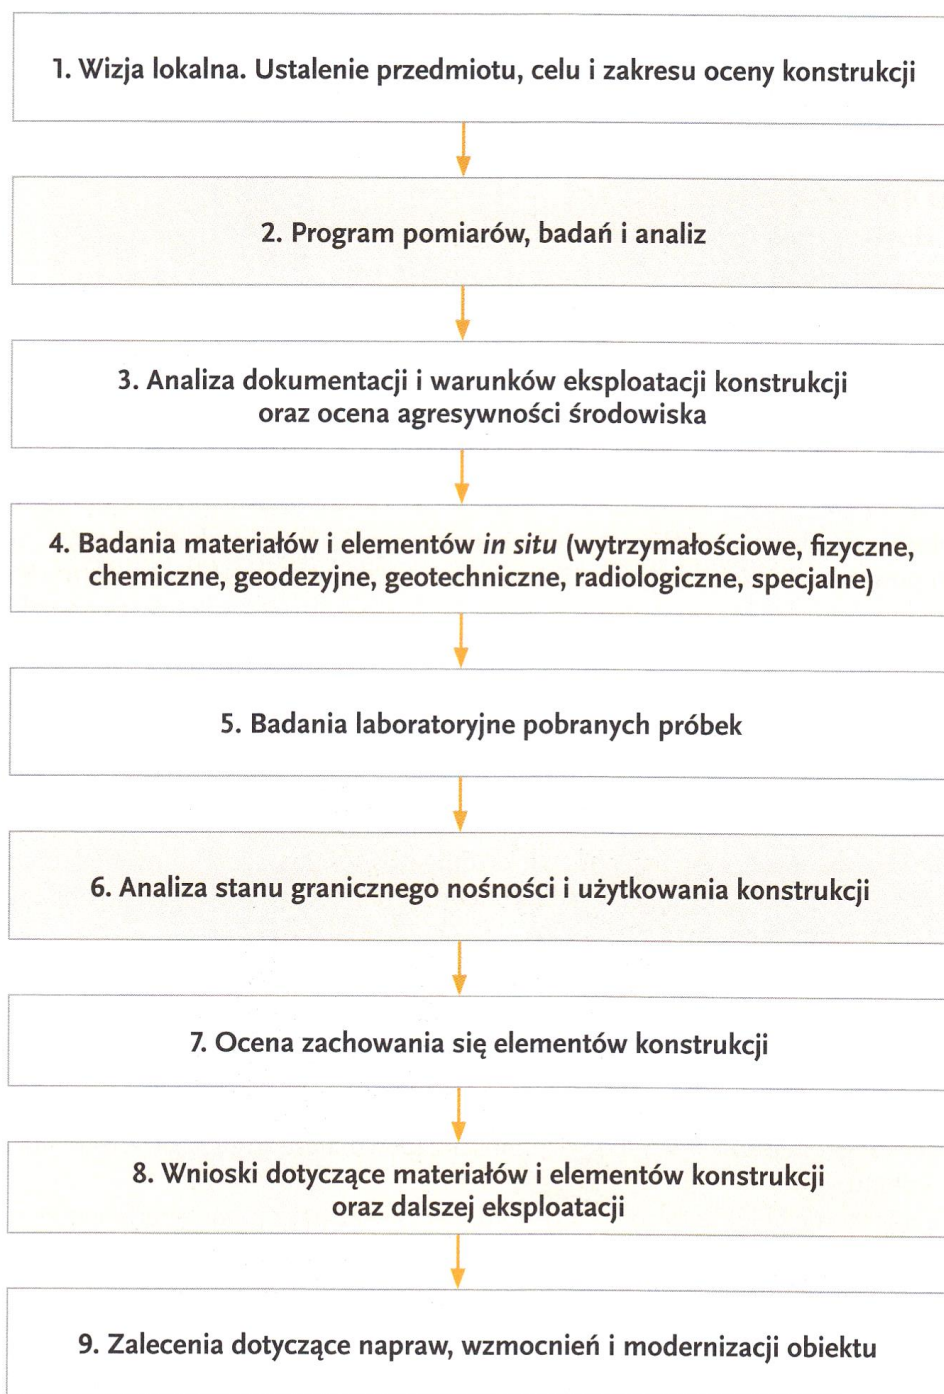 1. Wizja lokalna. Ustalenie przedmiotu, celu i zakresu oceny konstrukcji
2. Program pomiarów, badań i analiz
3. Analiza dokumentacji i warunków eksploatacji konstrukcji
oraz ocena agresywności środowiska
4. Badania materiałów i elementów in situ (wytrzymałościowe, fizyczne,
chemiczne, geodezyjne, geotechniczne, radiologiczne, specjalne)
5. Badania laboratoryjne pobranych próbek
6. Analiza stanu granicznego nośności i użytkowania konstrukcji
7. Ocena zachowania się elementów konstrukcji
8. Wnioski dotyczące materiałów i elementów konstrukcji
oraz dalszej eksploatacji
9. Zalecenia dotyczące napraw, wzmocnień i modernizacji obiektu